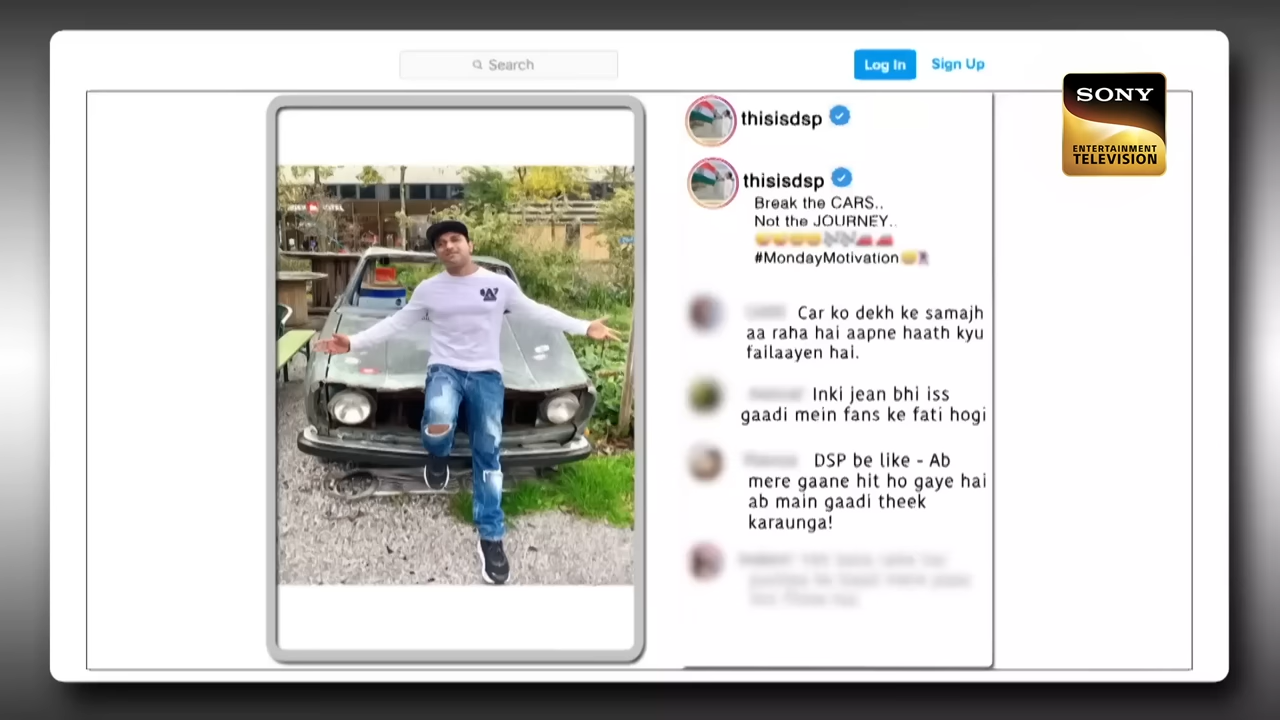 Search
Log In
Sign Up
SONY
ENTERTAINMENT
TELEVISION
thisisdsp
thisisdsp
Break the CARS..
Not the JOURNEY..
#MondayMotivation
Car ko dekh ke samajh
aa raha hai aapne haath kyu
failaayen hai.
Inki jean bhi iss
gaadi mein fans ke fati hogi
DSP be like - Ab
mere gaane hit ho gaye hai
ab main gaadi theek
karaunga!